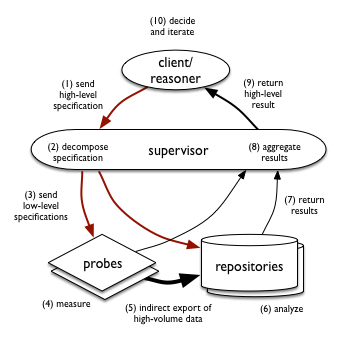 (10) decide
and iterate
client/
reasoner
(1) send
high-level
specification
(9) return
high-level
result
(2) decompose
specification
supervisor
(8) aggregate
results
(3) send
low-level
specifications
(7) return
results
probes
repositories
(4) measure
(5) indirect export of
high-volume data
(6) analyze